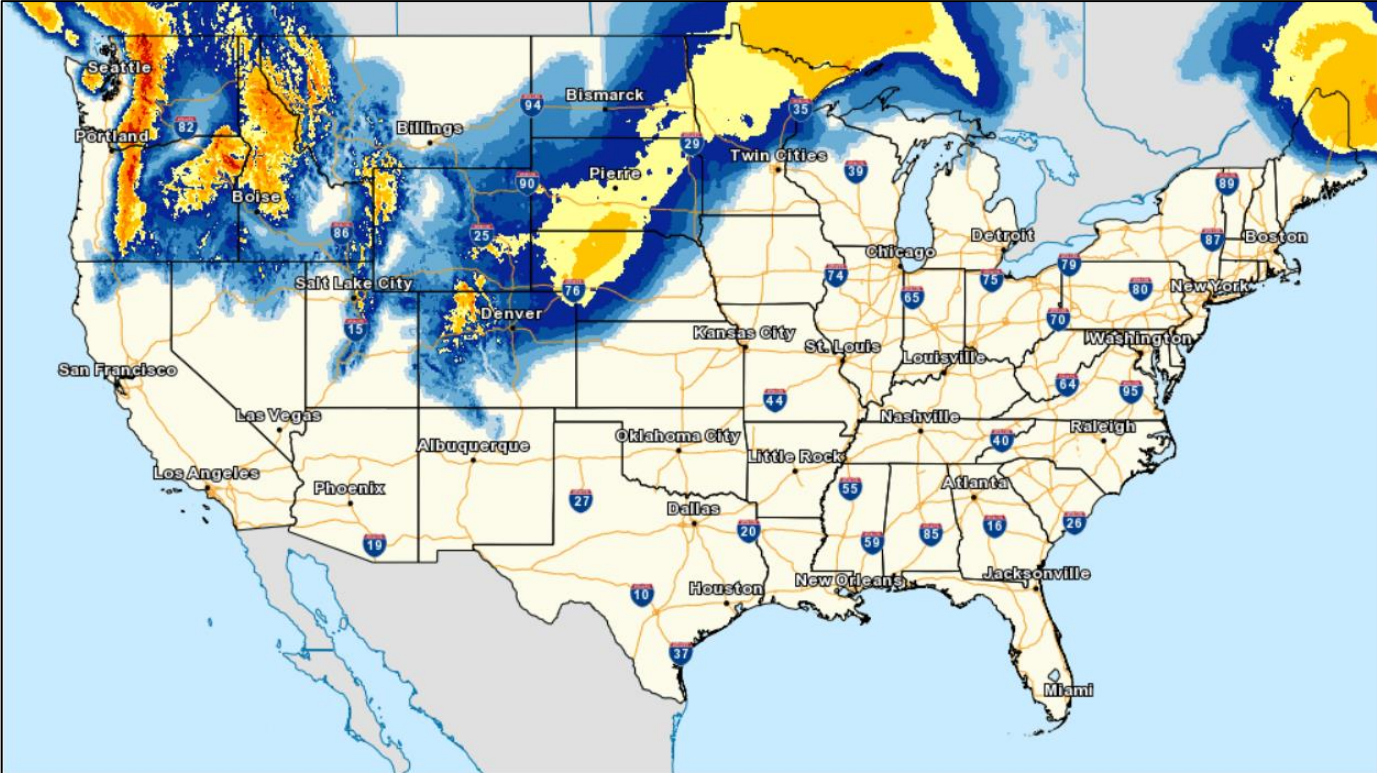 Seattle
94
Bismarck
35
82
Portland
Billings
29
Twin Cities
39
Pierre
90
89
Boise
86
25
87
Boston
Detroit
Chicago
79
74
75
Salt Lake City
76
65
80
New York
Denver
15
70
Kansas City
Washington
St. Louis
Louisville
San Francisco
64
95
44
Las Vegas
Nashville
Raleigh
Albuquerque
Oklahoma City
40
Little Rock
Los Angeles
Phoenix
Atlanta
55
27
Dallas
20
16
26
85
19
59
Jacksonville
New Orleans
Houston
10
37
Miami